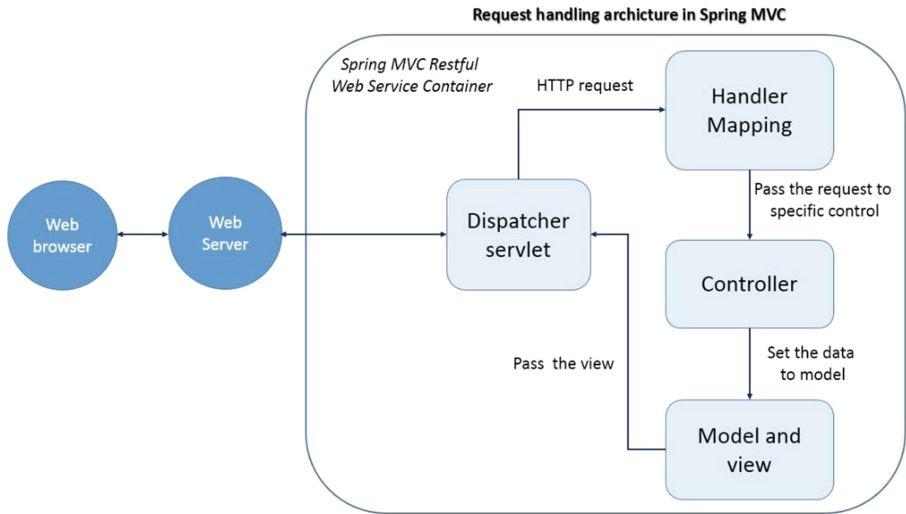 Request handling archicture in Spring MVC
Spring MVC Restful
Web Service Container
HTTP request
Handler
Mapping
Pass the request to
specific control
Web
browser
Web
Server
Dispatcher
servlet
Controller
Set the data
to model
Pass the view
Model and
view